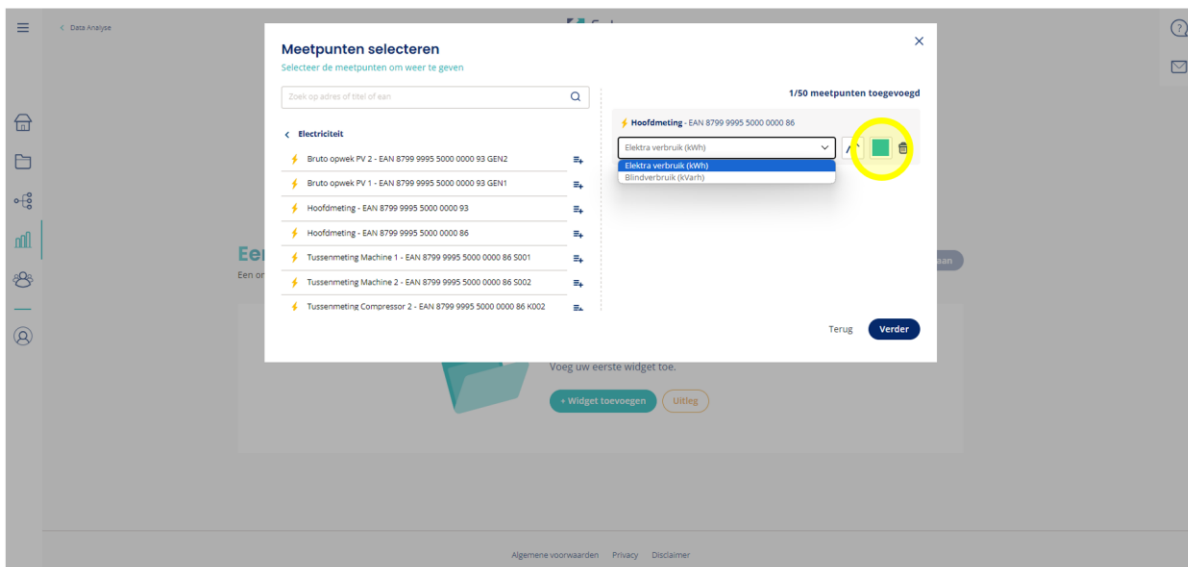 Data Analyse
Meetpunten selecteren
Selecteer de meetpunten om weer te geven
Zoek op adres of titel of ean
Electriciteit
Bruto opwek PV 2 - EAN 8799 9995 5000 0000 93 GEN2
Bruto opwek PV 1 - EAN 8799 9995 5000 0000 93 GEN1
Hoofdmeting - EAN 8799 9995 5000 0000 93
Hoofdmeting - EAN 8799 9995 5000 0000 86
Tussenmeting Machine 1 - EAN 8799 9995 5000 0000 86 S001
Tussenmeting Machine 2 - EAN 8799 9995 5000 0000 86 S002
Tussenmeting Compressor 2 - EAN 8799 9995 5000 0000 86 K002
1/50 meetpunten toegevoegd
Hoofdmeting - EAN 8799 9995 5000 0000 86
Elektra verbruik (kWh)
Elektra verbruik (kWh)
Blindverbruik (kVarh)
Terug Verder
Voeg uw eerste widget toe.
+ Widget toevoegen Uitleg
Algemene voorwaarden Privacy Disclaimer